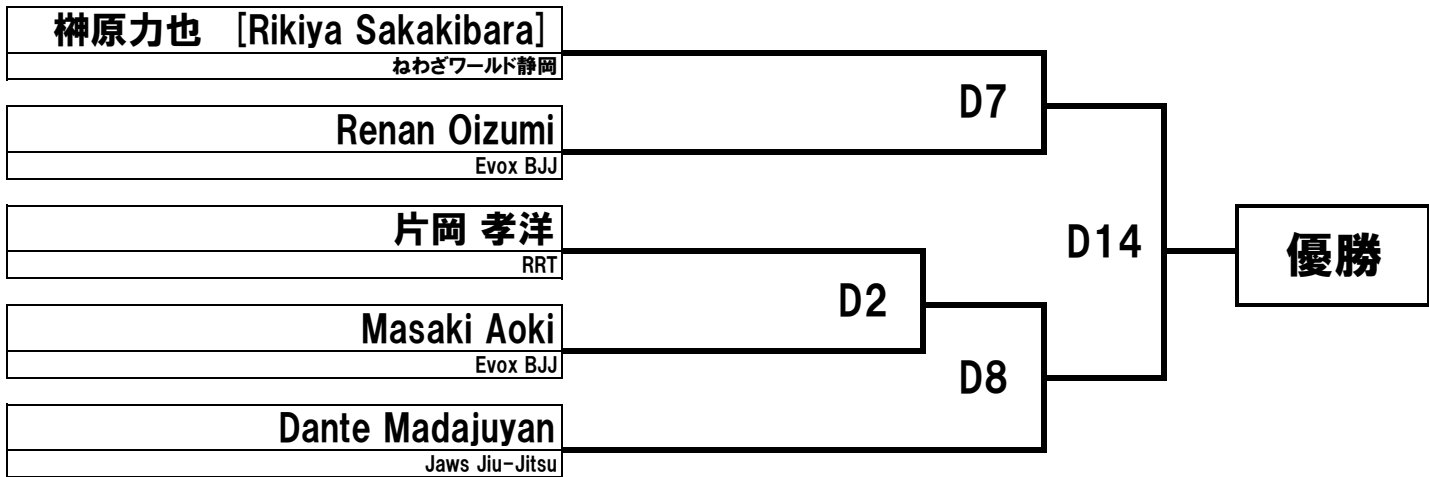 榊原力也　[Rikiya Sakakibara]
ねわざワールド静岡
D7
Renan Oizumi
Evox BJJ
片岡 孝洋
RRT
D14
優勝
D2
Masaki Aoki
Evox BJJ
D8
Dante Madajuyan
Jaws Jiu-Jitsu